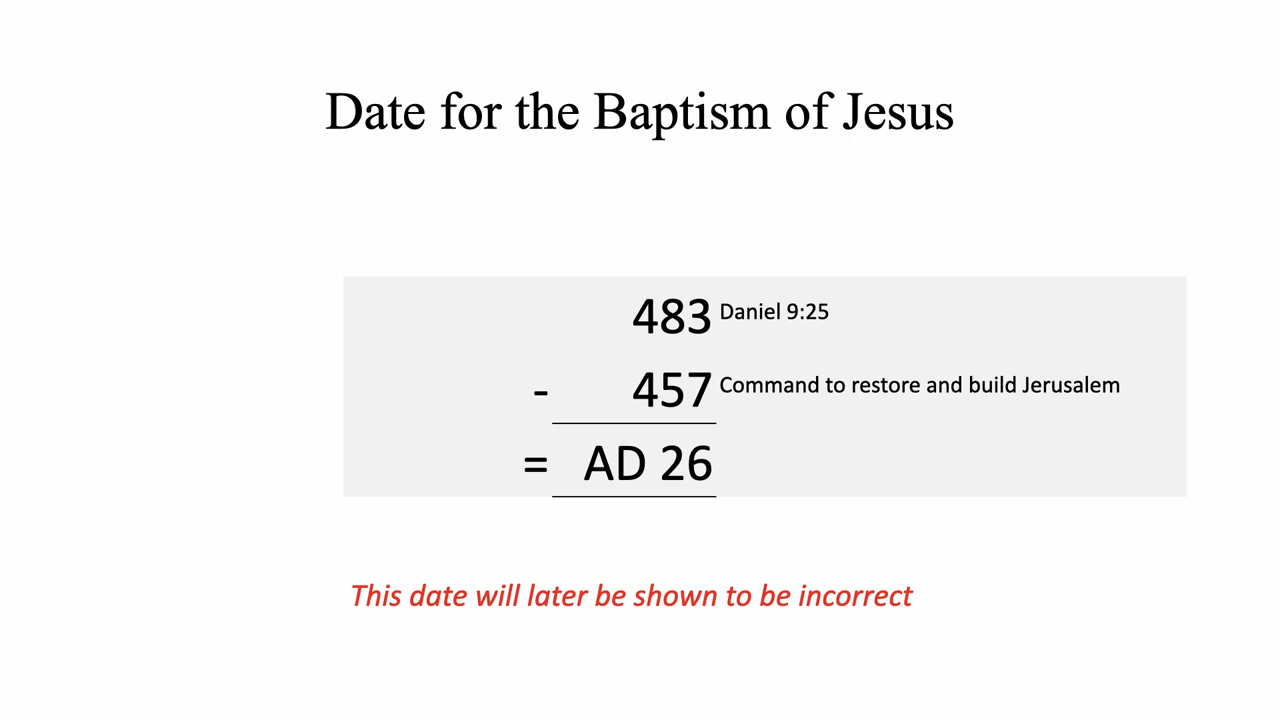 Date for the Baptism of Jesus
483 Daniel 9:25
- 457 Command to restore and build Jerusalem
= AD 26
This date will later be shown to be incorrect